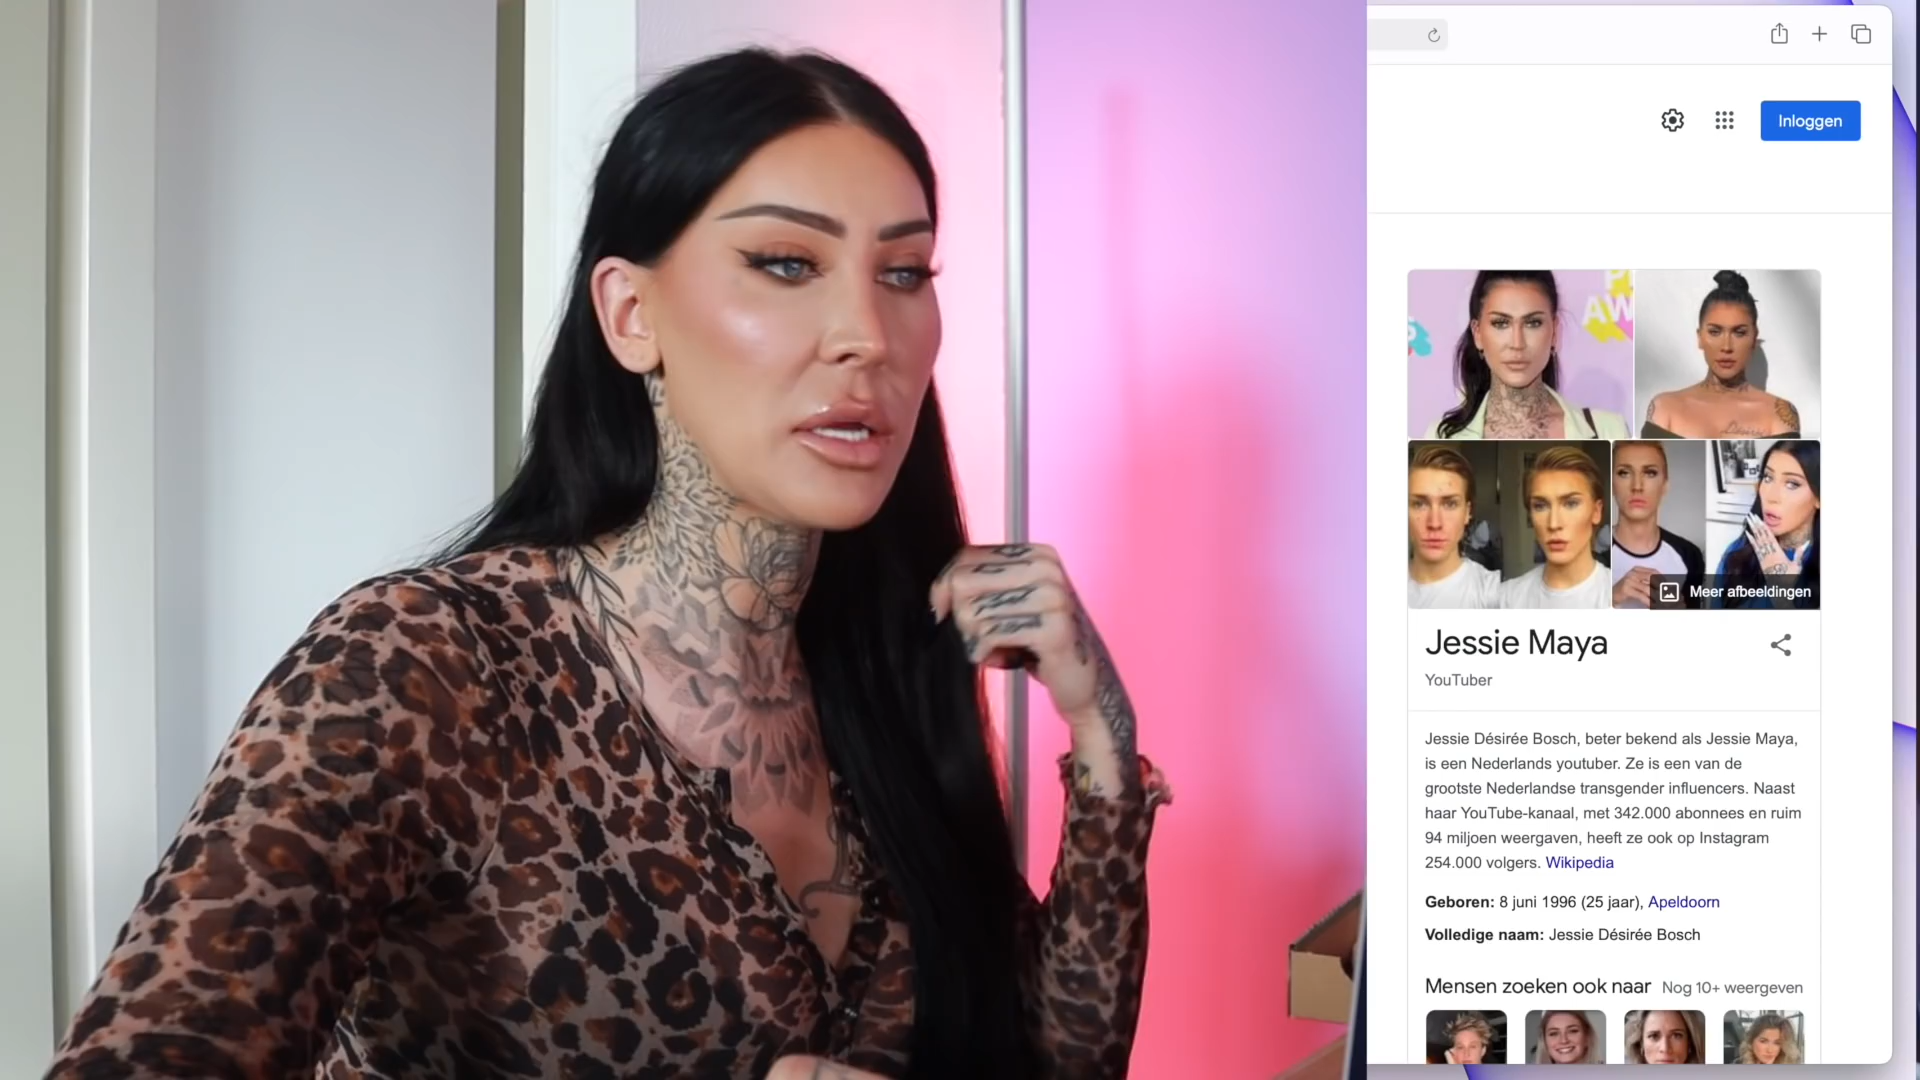 Inloggen
Meer afbeeldingen
Jessie Maya
YouTuber
Jessie Désirée Bosch, beter bekend als Jessie Maya,
is een Nederlands youtuber. Ze is een van de
grootste Nederlandse transgender influencers. Naast
haar YouTube-kanaal, met 342.000 abonnees en ruim
94 miljoen weergaven, heeft ze ook op Instagram
254.000 volgers. Wikipedia
Geboren: 8 juni 1996 (25 jaar), Apeldoorn
Volledige naam: Jessie Désirée Bosch
Mensen zoeken ook naar Nog 10+ weergeven